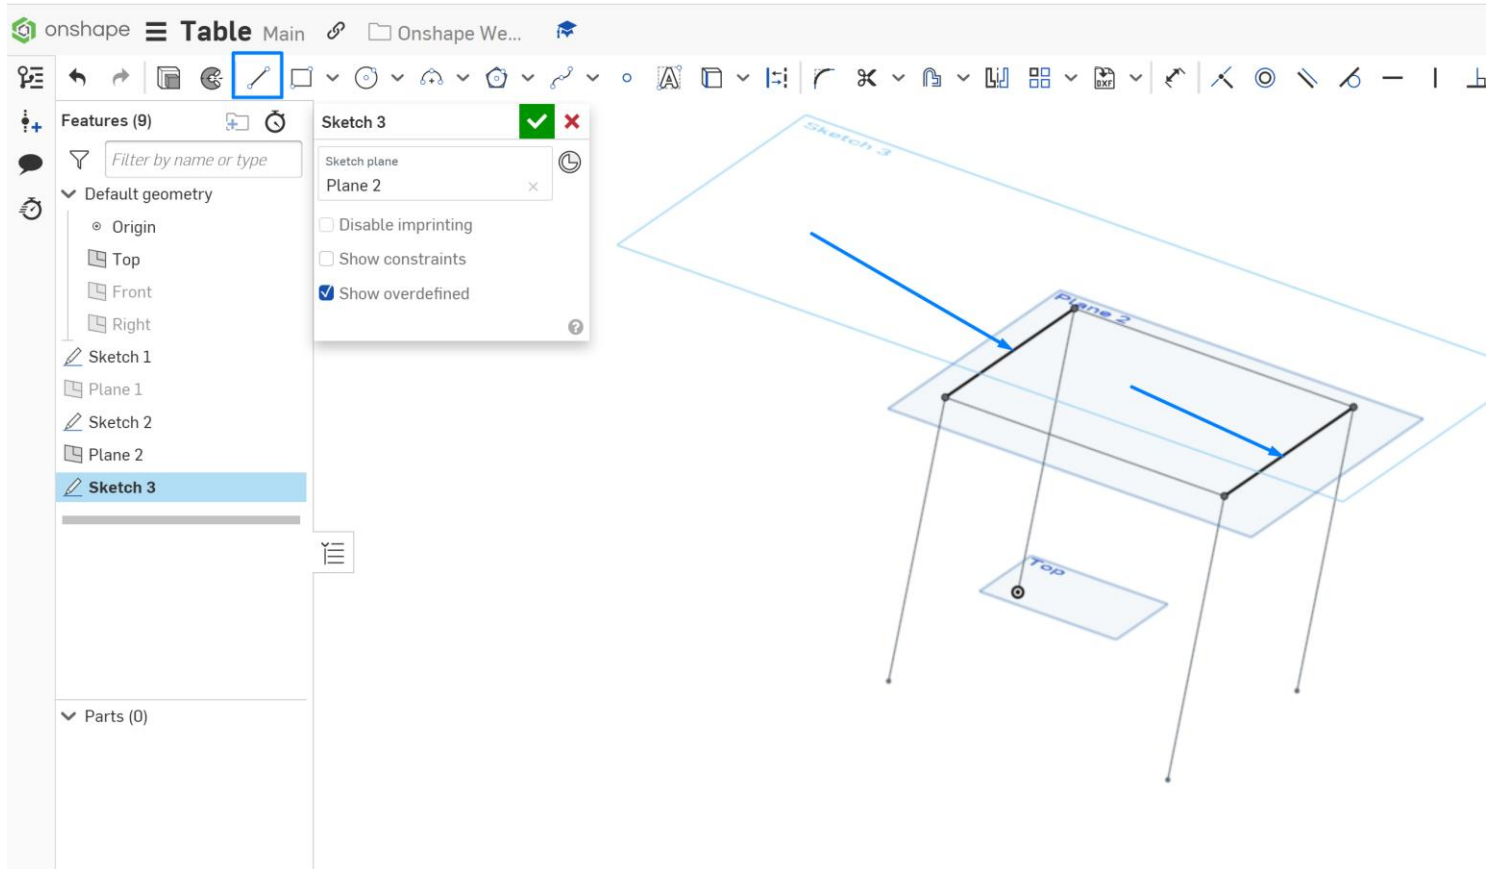 onshape Table Main Onshape We...
DXF
Features (9)
Filter by name or type
Default geometry
Origin
Top
Front
Right
Sketch 1
Plane 1
Sketch 2
Plane 2
Sketch 3
Parts (0)
Sketch 3
Sketch plane
Plane 2
Disable imprinting
Show constraints
Show overdefined
Sketch 3
Plane 2
Top